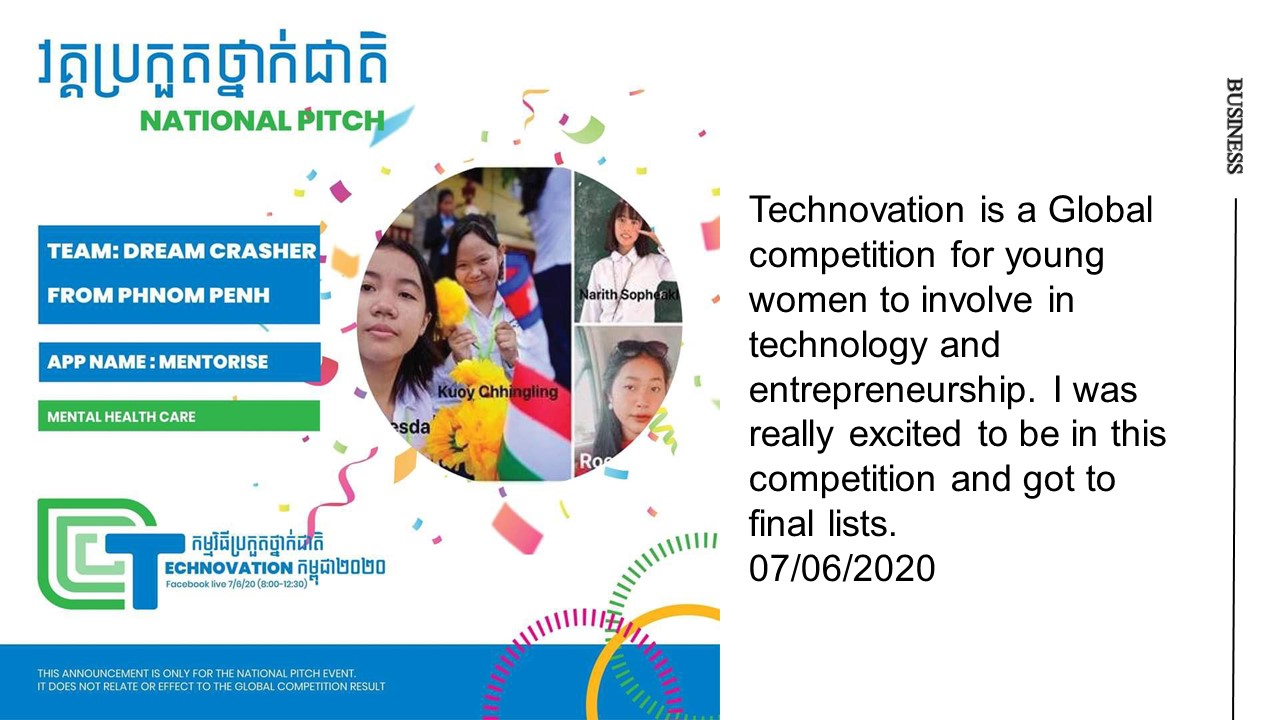 វគ្គប្រកួតថ្នាក់ជាតិ
NATIONAL PITCH
TEAM: DREAM CRASHER
FROM PHNOM PENH
APP NAME : MENTORISE
MENTAL HEALTH CARE
Narith Sopheaki
Kuoy Chhingling
esda
Ros
កម្មវិធីប្រកួតថ្នាក់ជាតិ
TECHNOVATION កម្ពុជា២០២០
Facebook live 7/6/20 (8:00-12:30)
THIS ANNOUNCEMENT IS ONLY FOR THE NATIONAL PITCH EVENT.
IT DOES NOT RELATE OR EFFECT TO THE GLOBAL COMPETITION RESULT
Technovation is a Global
competition for young
women to involve in
technology and
entrepreneurship. I was
really excited to be in this
competition and got to
final lists.
07/06/2020
BUSINESS